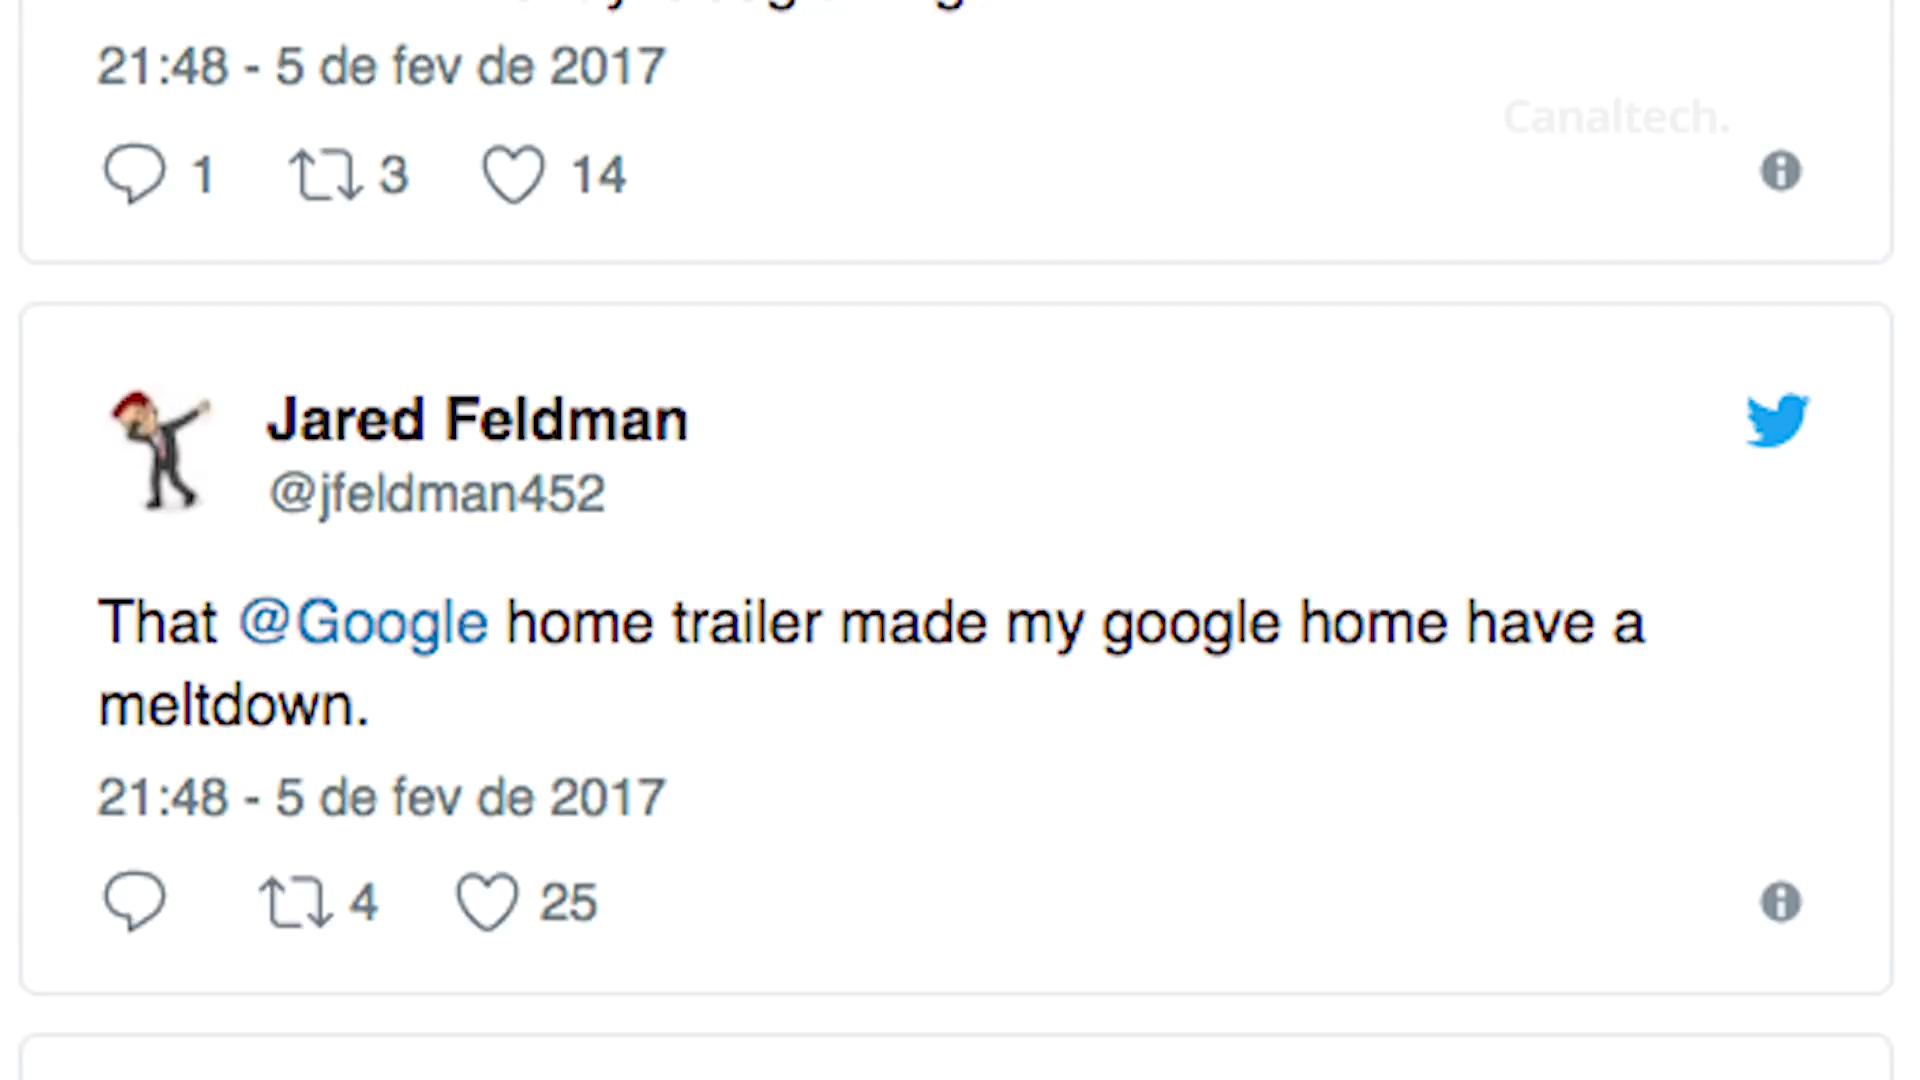 21:48 - 5 de fev de 2017
Canaltech.
1 3 14
Jared Feldman
@jfeldman452
That @Google home trailer made my google home have a
meltdown.
21:48 - 5 de fev de 2017
4 25